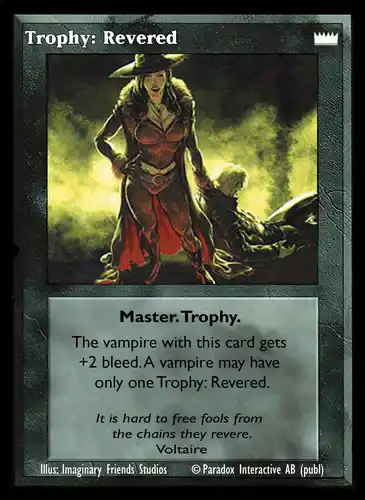 Trophy: Revered
Master. Trophy.
The vampire with this card gets
+2 bleed. A vampire may have
only one Trophy: Revered.
It is hard to free fools from
the chains they revere.
Voltaire
Illus: Imaginary Friends Studios © Paradox Interactive AB (publ)